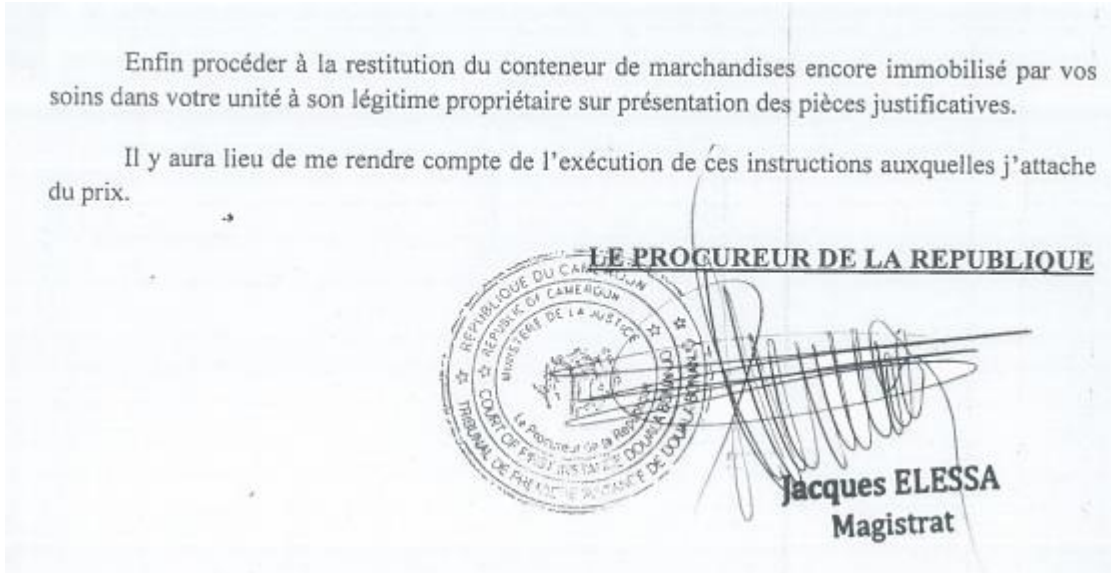 Enfin procéder à la restitution du conteneur de marchandises encore immobilisé par vos
soins dans votre unité à son légitime propriétaire sur présentation des pièces justificatives.
Il y aura lieu de me rendre compte de l'exécution de ces instructions auxquelles j'attache
du prix.
LE PROCUREUR DE LA REPUBLIQUE
REPUBLIQUE DU CAMEROUN
TRIBUNAL DE PREMIERE INSTANCE DE DOUALA BONANJO
REPUBLIC OF CAMEROON
COURT OF FIRST INSTANCE DOUALA BONANJO
MINISTERE DE LA JUSTICE
Le Procureur de la République
Jacques ELESSA
Magistrat